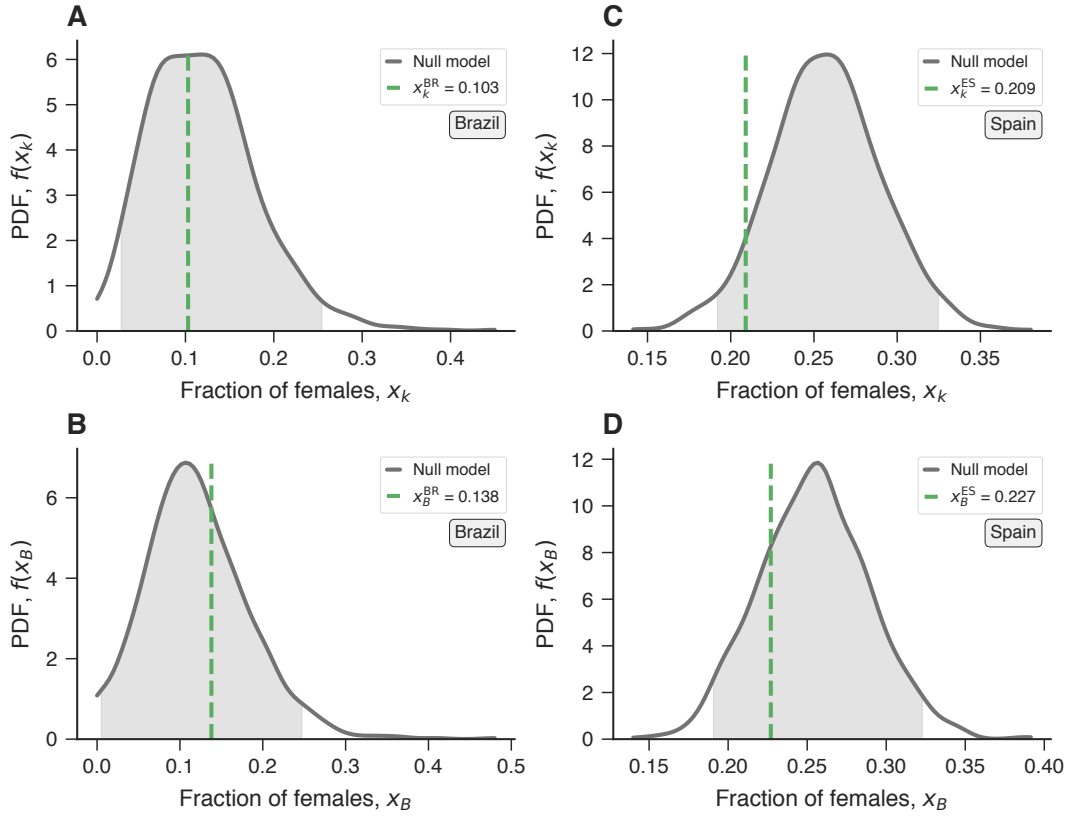 A
PDF, f(x_k)
6
5
4
3
2
1
0
0.0 0.1 0.2 0.3 0.4
Fraction of females, x_k
Null model
x_k^BR = 0.103
Brazil
C
PDF, f(x_k)
12
10
8
6
4
2
0
0.15 0.20 0.25 0.30 0.35
Fraction of females, x_k
Null model
x_k^ES = 0.209
Spain
B
PDF, f(x_B)
6
4
2
0
0.0 0.1 0.2 0.3 0.4 0.5
Fraction of females, x_B
Null model
x_B^BR = 0.138
Brazil
D
PDF, f(x_B)
12
10
8
6
4
2
0
0.15 0.20 0.25 0.30 0.35 0.40
Fraction of females, x_B
Null model
x_B^ES = 0.227
Spain